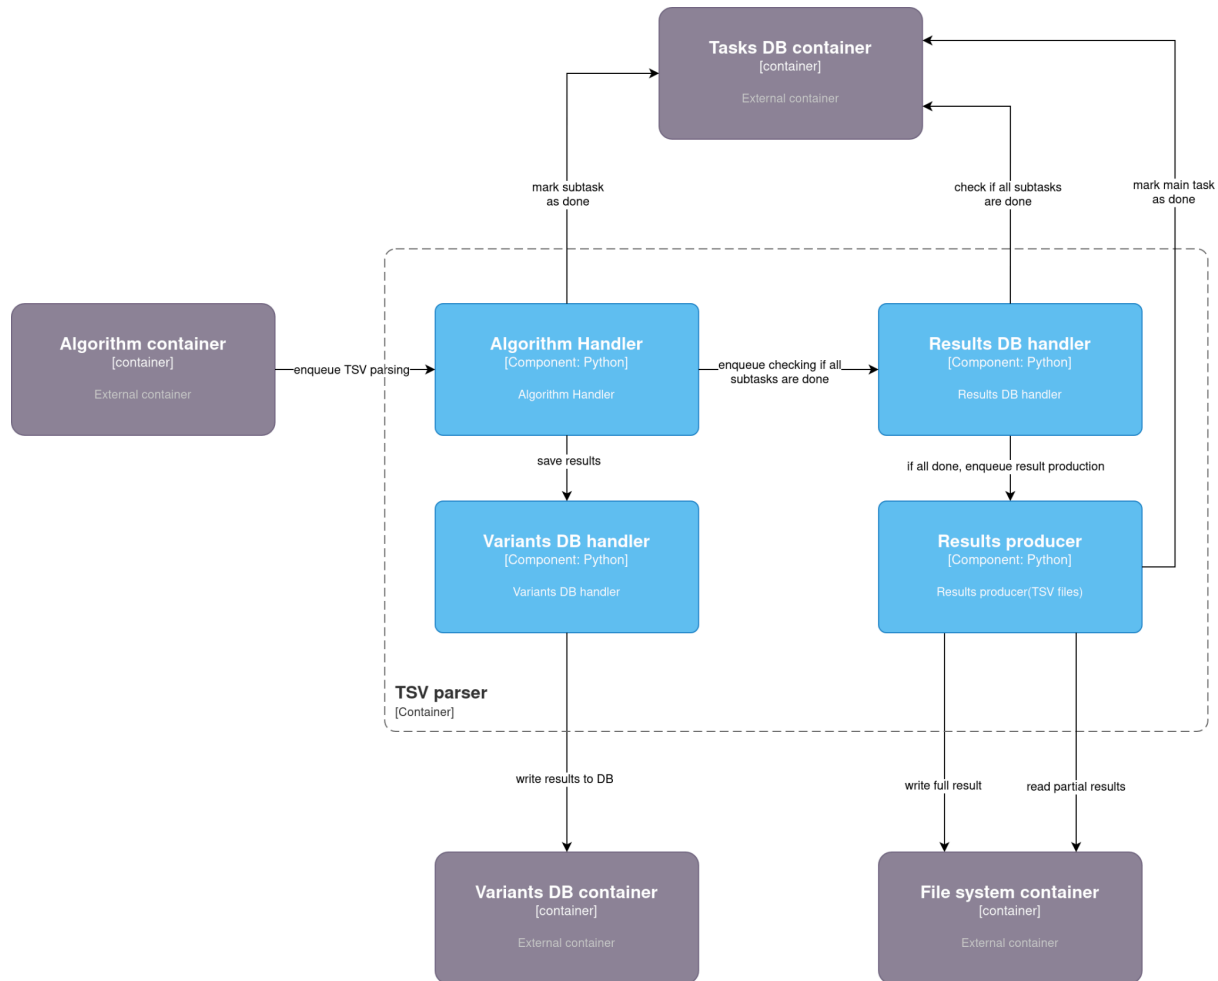 Tasks DB container
[container]
External container
mark subtask
as done
check if all subtasks
are done
mark main task
as done
Algorithm container
[container]
External container
enqueue TSV parsing
Algorithm Handler
[Component: Python]
Algorithm Handler
enqueue checking if all
subtasks are done
Results DB handler
[Component: Python]
Results DB handler
save results
if all done, enqueue result production
Variants DB handler
[Component: Python]
Variants DB handler
Results producer
[Component: Python]
Results producer(TSV files)
TSV parser
[Container]
write results to DB
write full result
read partial results
Variants DB container
[container]
External container
File system container
[container]
External container